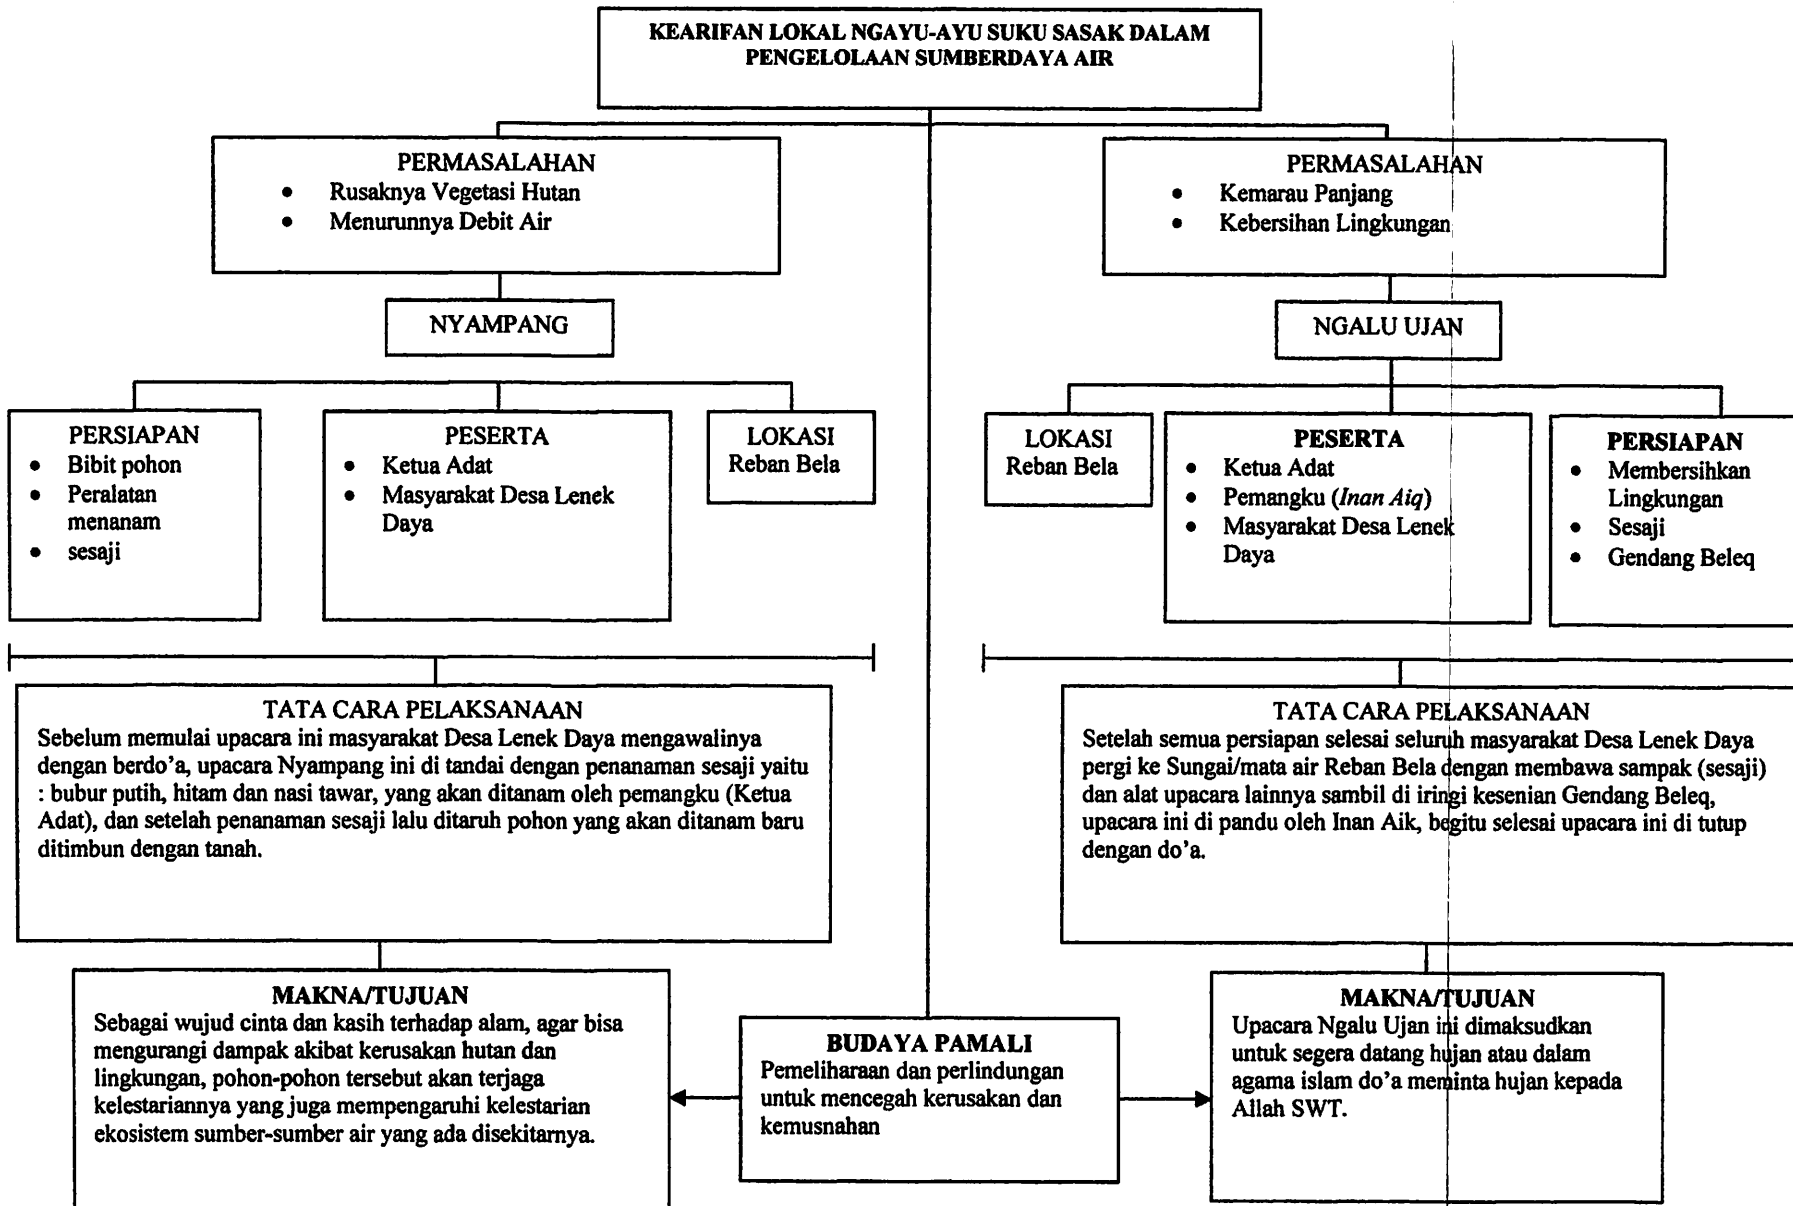 KEARIFAN LOKAL NGAYU-AYU SUKU SASAK DALAM
PENGELOLAAN SUMBERDAYA AIR
PERMASALAHAN
• Rusaknya Vegetasi Hutan
• Menurunnya Debit Air
PERMASALAHAN
• Kemarau Panjang
• Kebersihan Lingkungan
NYAMPANG
NGALU UJAN
PERSIAPAN
• Bibit pohon
• Peralatan
menanam
• sesaji
PESERTA
• Ketua Adat
• Masyarakat Desa Lenek
Daya
LOKASI
Reban Bela
LOKASI
Reban Bela
PESERTA
• Ketua Adat
• Pemangku (Inan Aiq)
• Masyarakat Desa Lenek
Daya
PERSIAPAN
• Membersihkan
Lingkungan
• Sesaji
• Gendang Beleq
TATA CARA PELAKSANAAN
Sebelum memulai upacara ini masyarakat Desa Lenek Daya mengawalinya
dengan berdo’a, upacara Nyampang ini di tandai dengan penanaman sesaji yaitu
: bubur putih, hitam dan nasi tawar, yang akan ditanam oleh pemangku (Ketua
Adat), dan setelah penanaman sesaji lalu ditaruh pohon yang akan ditanam baru
ditimbun dengan tanah.
TATA CARA PELAKSANAAN
Setelah semua persiapan selesai seluruh masyarakat Desa Lenek Daya
pergi ke Sungai/mata air Reban Bela dengan membawa sampak (sesaji)
dan alat upacara lainnya sambil di iringi kesenian Gendang Beleq,
upacara ini di pandu oleh Inan Aik, begitu selesai upacara ini di tutup
dengan do’a.
MAKNA/TUJUAN
Sebagai wujud cinta dan kasih terhadap alam, agar bisa
mengurangi dampak akibat kerusakan hutan dan
lingkungan, pohon-pohon tersebut akan terjaga
kelestariannya yang juga mempengaruhi kelestarian
ekosistem sumber-sumber air yang ada disekitarnya.
BUDAYA PAMALI
Pemeliharaan dan perlindungan
untuk mencegah kerusakan dan
kemusnahan
MAKNA/TUJUAN
Upacara Ngalu Ujan ini dimaksudkan
untuk segera datang hujan atau dalam
agama islam do’a meminta hujan kepada
Allah SWT.